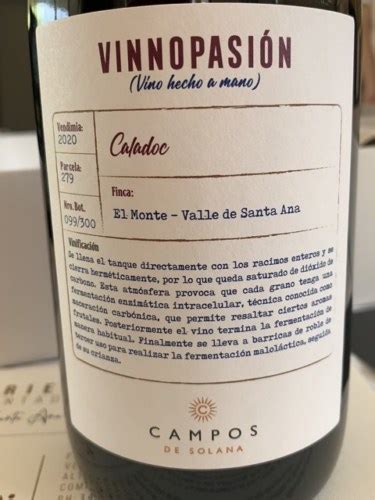 VINNOPASIÓN
(Vino hecho a mano)
Vendimia:
2020
Caladoc
Parcela:
279
Finca:
El Monte - Valle de Santa Ana
Nro. Bot.
099/300
Vinificación
De llena el tanque directamente con los racimos enteros y se
cierra herméticamente, por lo que queda saturado de dióxido de
carbono. Esta atmósfera provoca que cada grano tenga una
fermentación enzimática intracelular, técnica conocida como
maceración carbónica, que permite resaltar ciertos aromas
frutales. Posteriormente el vino termina la fermentación de
manera habitual. Finalmente se lleva a barricas de roble de
tercer uso para realizar la fermentación maloláctica, seguida
de su crianza.
C
CAMPOS
DE SOLANA
RIE